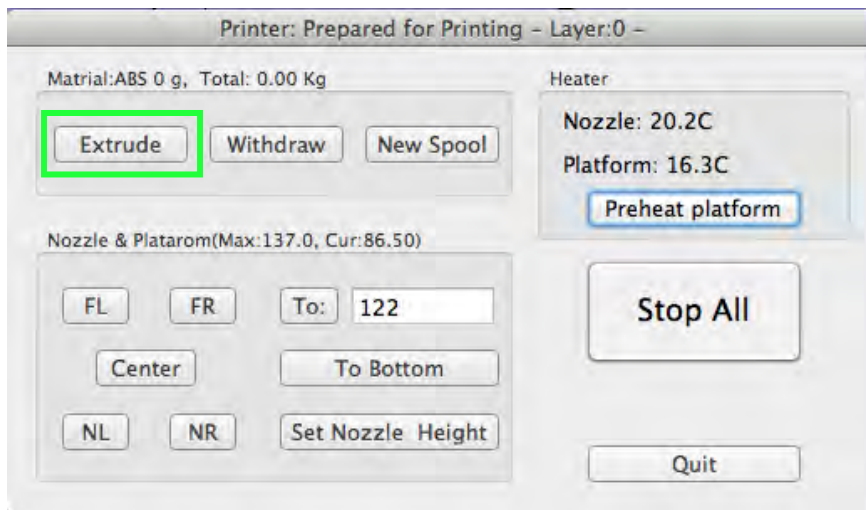 Printer: Prepared for Printing – Layer:0 –
Matrial:ABS 0 g, Total: 0.00 Kg
Extrude
Withdraw
New Spool
Heater
Nozzle: 20.2C
Platform: 16.3C
Preheat platform
Nozzle & Platarom(Max:137.0, Cur:86.50)
FL
FR
To:
122
Center
To Bottom
NL
NR
Set Nozzle Height
Stop All
Quit